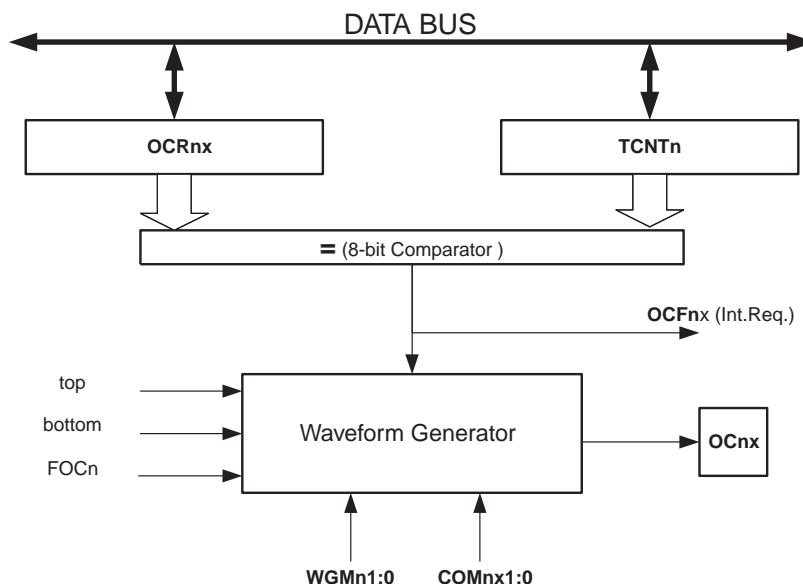 DATA BUS
OCRnx
TCNTn
= (8-bit Comparator )
OCFnx (Int.Req.)
top
bottom
FOCn
Waveform Generator
OCnx
WGMn1:0
COMnx1:0